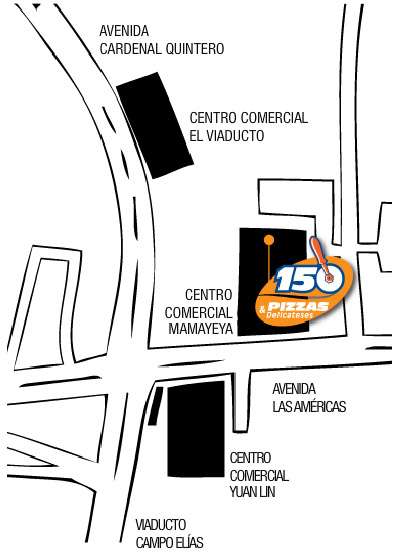 AVENIDA
CARDENAL QUINTERO
CENTRO COMERCIAL
EL VIADUCTO
150
& PIZZAS
Delicateses
CENTRO
COMERCIAL
MAMAYEYA
AVENIDA
LAS AMÉRICAS
CENTRO
COMERCIAL
YUAN LIN
VIADUCTO
CAMPO ELÍAS